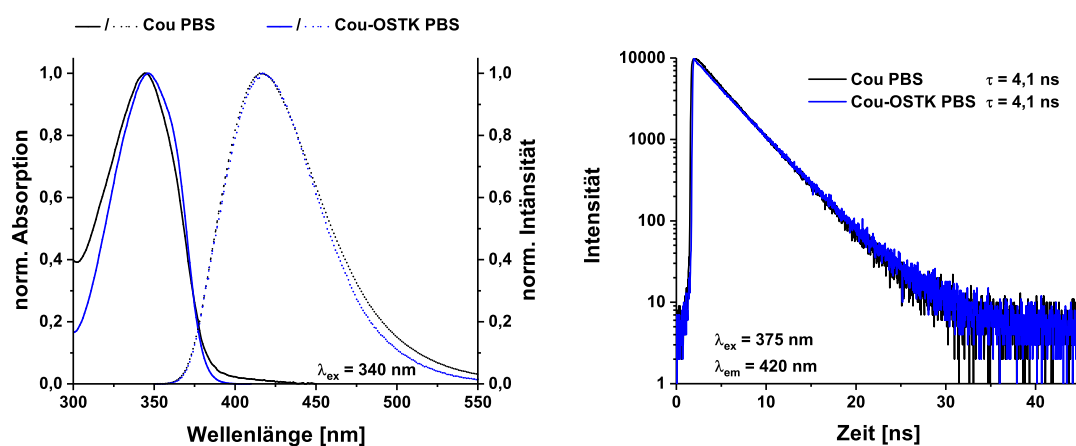 / Cou PBS / Cou-OSTK PBS
norm. Absorption
1,0 1,0
0,8 0,8
0,6 0,6
0,4 0,4
0,2 0,2
0,0 0,0
norm. Intänsität
λex = 340 nm
300 350 400 450 500 550
Wellenlänge [nm]
Intensität
10000
1000
100
10
1
Cou PBS τ = 4,1 ns
Cou-OSTK PBS τ = 4,1 ns
λex = 375 nm
λem = 420 nm
0 10 20 30 40
Zeit [ns]